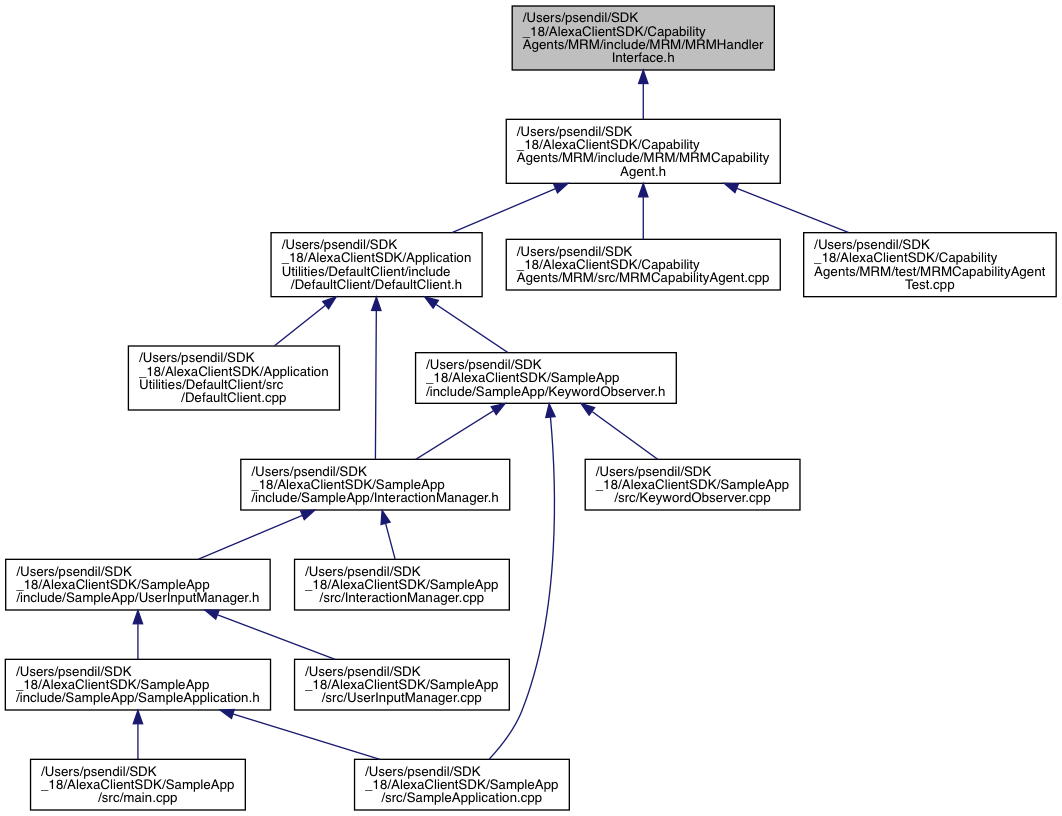 /Users/psendil/SDK
_18/AlexaClientSDK/Capability
Agents/MRM/include/MRM/MRMHandler
Interface.h
/Users/psendil/SDK
_18/AlexaClientSDK/Capability
Agents/MRM/include/MRM/MRMCapability
Agent.h
/Users/psendil/SDK
_18/AlexaClientSDK/Application
Utilities/DefaultClient/include
/DefaultClient/DefaultClient.h
/Users/psendil/SDK
_18/AlexaClientSDK/Capability
Agents/MRM/src/MRMCapabilityAgent.cpp
/Users/psendil/SDK
_18/AlexaClientSDK/Capability
Agents/MRM/test/MRMCapabilityAgent
Test.cpp
/Users/psendil/SDK
_18/AlexaClientSDK/Application
Utilities/DefaultClient/src
/DefaultClient.cpp
/Users/psendil/SDK
_18/AlexaClientSDK/SampleApp
/include/SampleApp/KeywordObserver.h
/Users/psendil/SDK
_18/AlexaClientSDK/SampleApp
/include/SampleApp/InteractionManager.h
/Users/psendil/SDK
_18/AlexaClientSDK/SampleApp
/src/KeywordObserver.cpp
/Users/psendil/SDK
_18/AlexaClientSDK/SampleApp
/include/SampleApp/UserInputManager.h
/Users/psendil/SDK
_18/AlexaClientSDK/SampleApp
/src/InteractionManager.cpp
/Users/psendil/SDK
_18/AlexaClientSDK/SampleApp
/include/SampleApp/SampleApplication.h
/Users/psendil/SDK
_18/AlexaClientSDK/SampleApp
/src/UserInputManager.cpp
/Users/psendil/SDK
_18/AlexaClientSDK/SampleApp
/src/main.cpp
/Users/psendil/SDK
_18/AlexaClientSDK/SampleApp
/src/SampleApplication.cpp